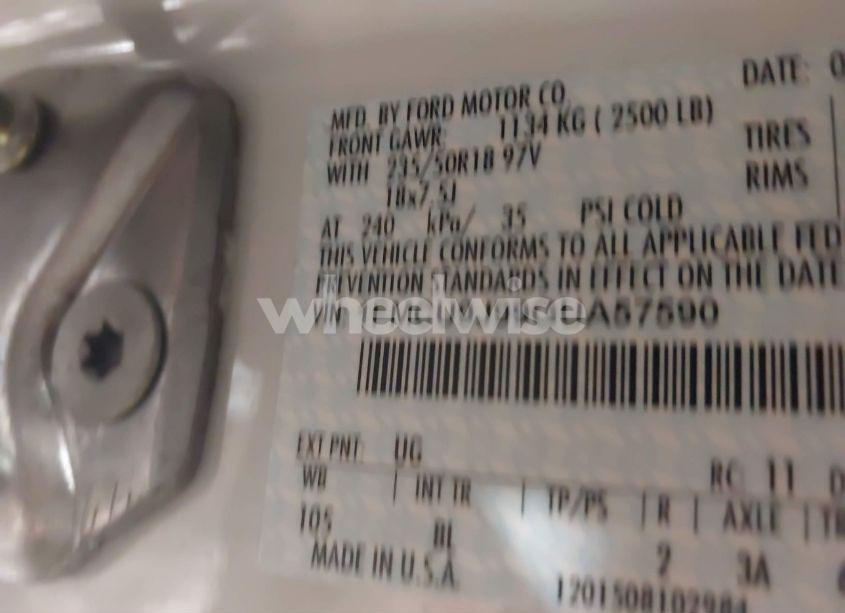 DATE: 0
MFD. BY FORD MOTOR CO.
FRONT GAWR: 1134 KG ( 2500 LB)
WITH 235/50R18 97V TIRES
18x7.5J RIMS
AT 240 kPa/ 35 PSI COLD
THIS VEHICLE CONFORMS TO ALL APPLICABLE FED
PREVENTION STANDARDS IN EFFECT ON THE DATE
VIN A57590
wheelwise
EXT PNT: UG RC: 11 D
WB | INT TR | TP/PS | R | AXLE | TR
105 BL 2 3A
MADE IN U.S.A.
1201508102984